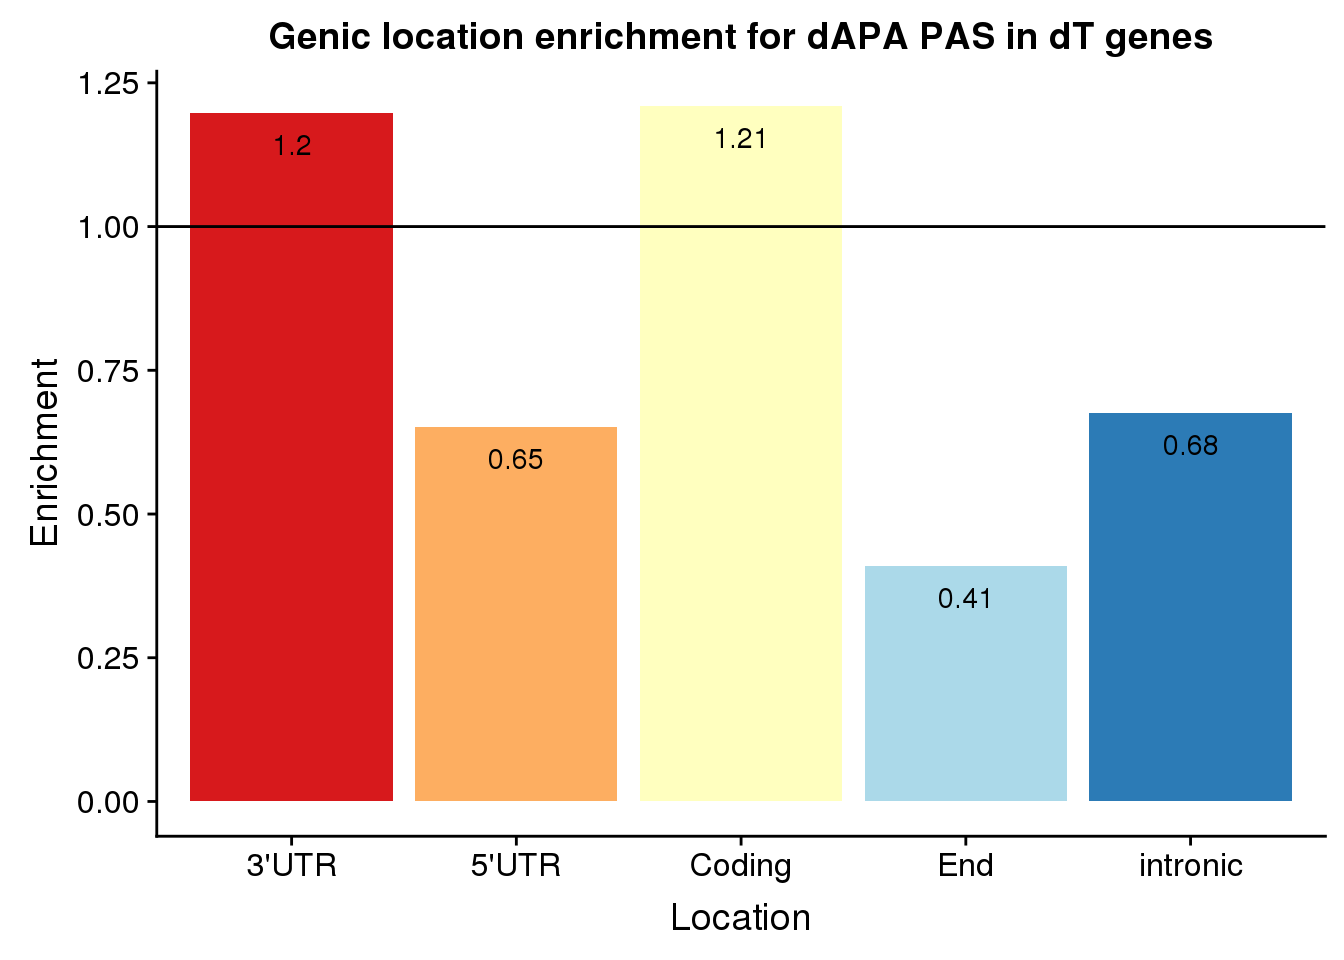 Genic location enrichment for dAPA PAS in dT genes
1.25
1.00
0.75
0.50
0.25
0.00
Enrichment
1.2
0.65
1.21
0.41
0.68
3'UTR
5'UTR
Coding
End
intronic
Location